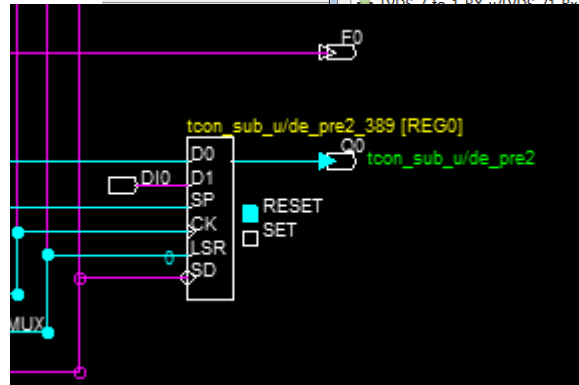 F0
tcon_sub_u/de_pre2_389 [REG0]
D0
Q0
tcon_sub_u/de_pre2
DI0
D1
SP
RESET
CK
SET
LSR
0
SD
MUX